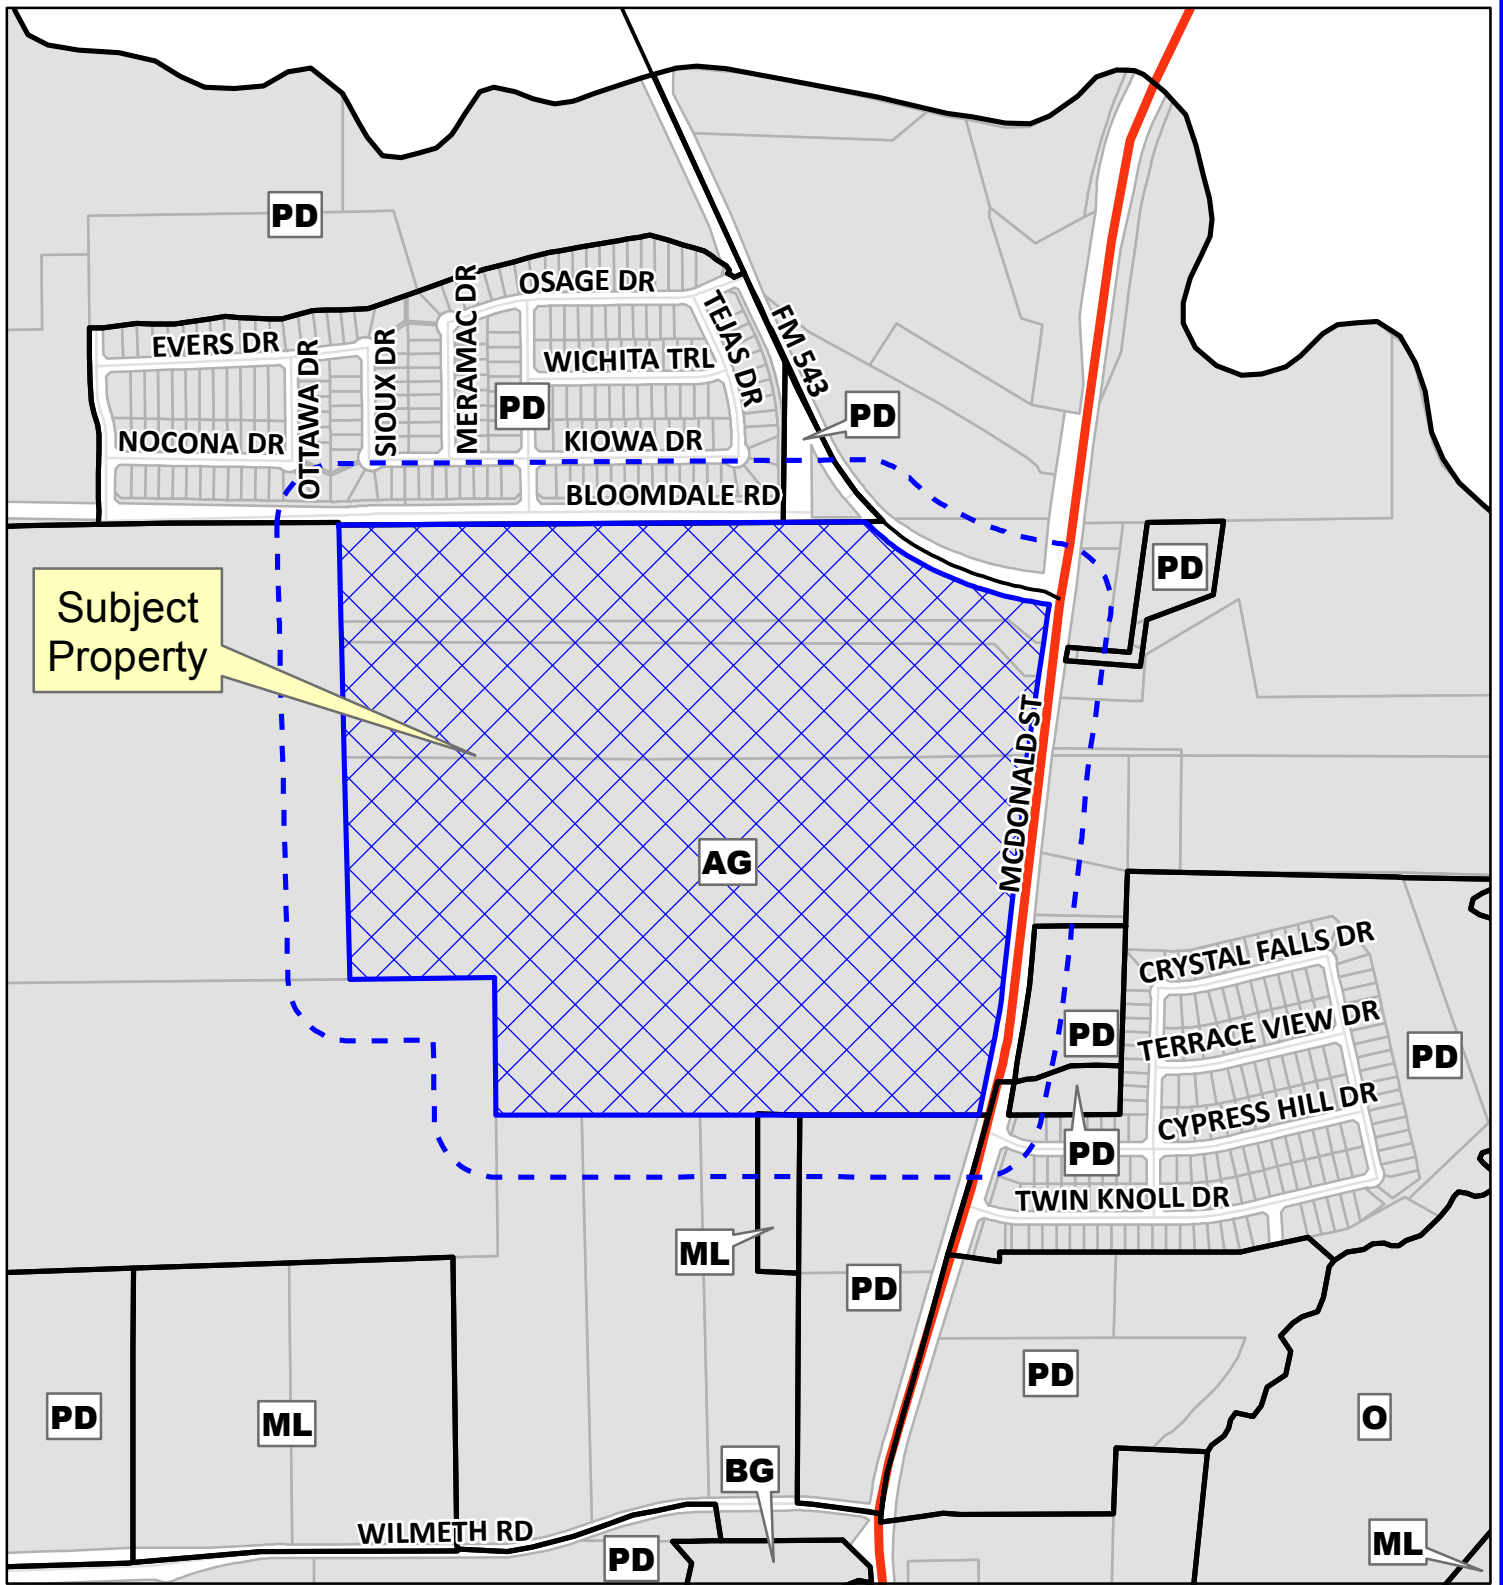 PD
OSAGE DR
EVERS DR
OTTAWA DR
SIOUX DR
MERAMAC DR
WICHITA TRL
TEJAS DR
FM 543
PD
PD
NOCONA DR
KIOWA DR
BLOOMDALE RD
PD
Subject
Property
MCDONALD ST
AG
CRYSTAL FALLS DR
TERRACE VIEW DR
PD
PD
CYPRESS HILL DR
PD
TWIN KNOLL DR
ML
PD
PD
PD
ML
O
BG
WILMETH RD
PD
ML